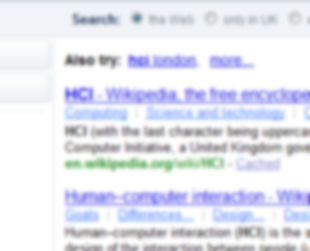 Search: the Web only in UK
Also try: hci london, more...
HCI - Wikipedia, the free encyclope
Computing | Science and technology |
HCI (with the last character being upperca
Computer Initiative, a United Kingdom gove
en.wikipedia.org/wiki/HCI - Cached
Human–computer interaction - Wiki
Goals | Differences... | Design... | Des
Human–computer interaction (HCI) is the s
design of the interaction between people